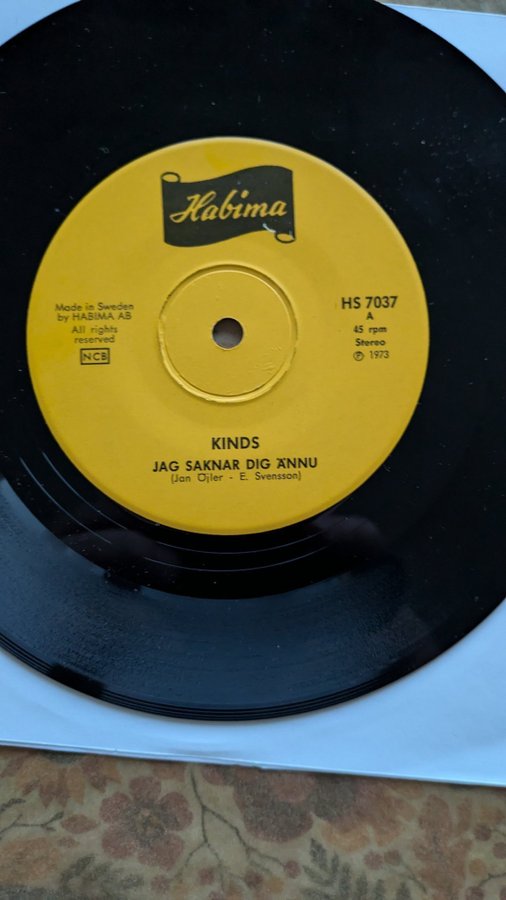 Habima
Made in Sweden
by HABIMA AB
All rights
reserved
NCB
HS 7037
A
45 rpm
Stereo
Ⓟ 1973
KINDS
JAG SAKNAR DIG ÄNNU
(Jan Öjler - E. Svensson)